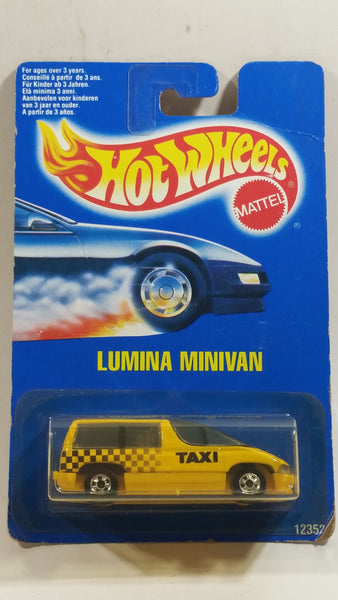 For ages over 3 years.
Conseillé à partir de 3 ans.
Für Kinder ab 3 Jahren.
Età minima 3 anni.
Aanbevolen voor kinderen
van 3 jaar en ouder.
A partir de 3 años.
HOT WHEELS
®
MATTEL
®
LUMINA MINIVAN
TAXI
12352